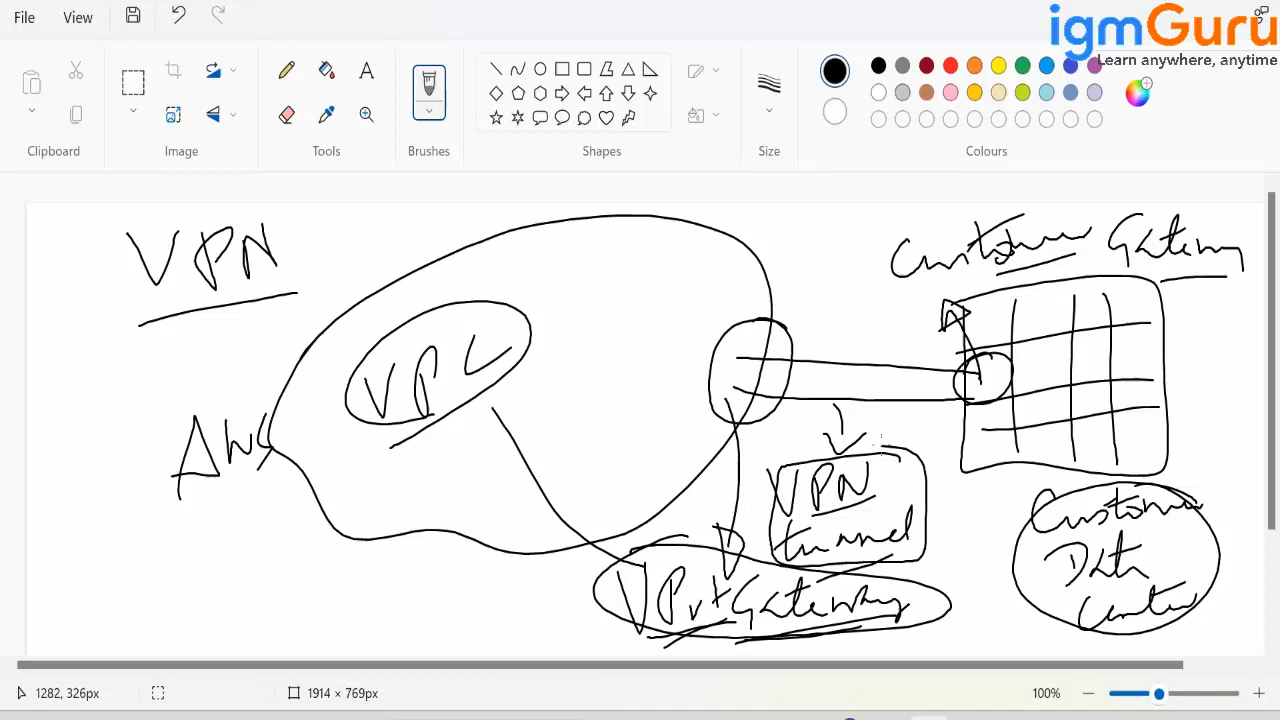 File View
igmGuru
Learn anywhere, anytime
Clipboard Image Tools Brushes Shapes Size Colours
VPN
Customer Gateway
VPC
AWS
VPN
tunnel
VPvt Gateway
Customer
Data
Center
1282, 326px 1914 × 769px 100%